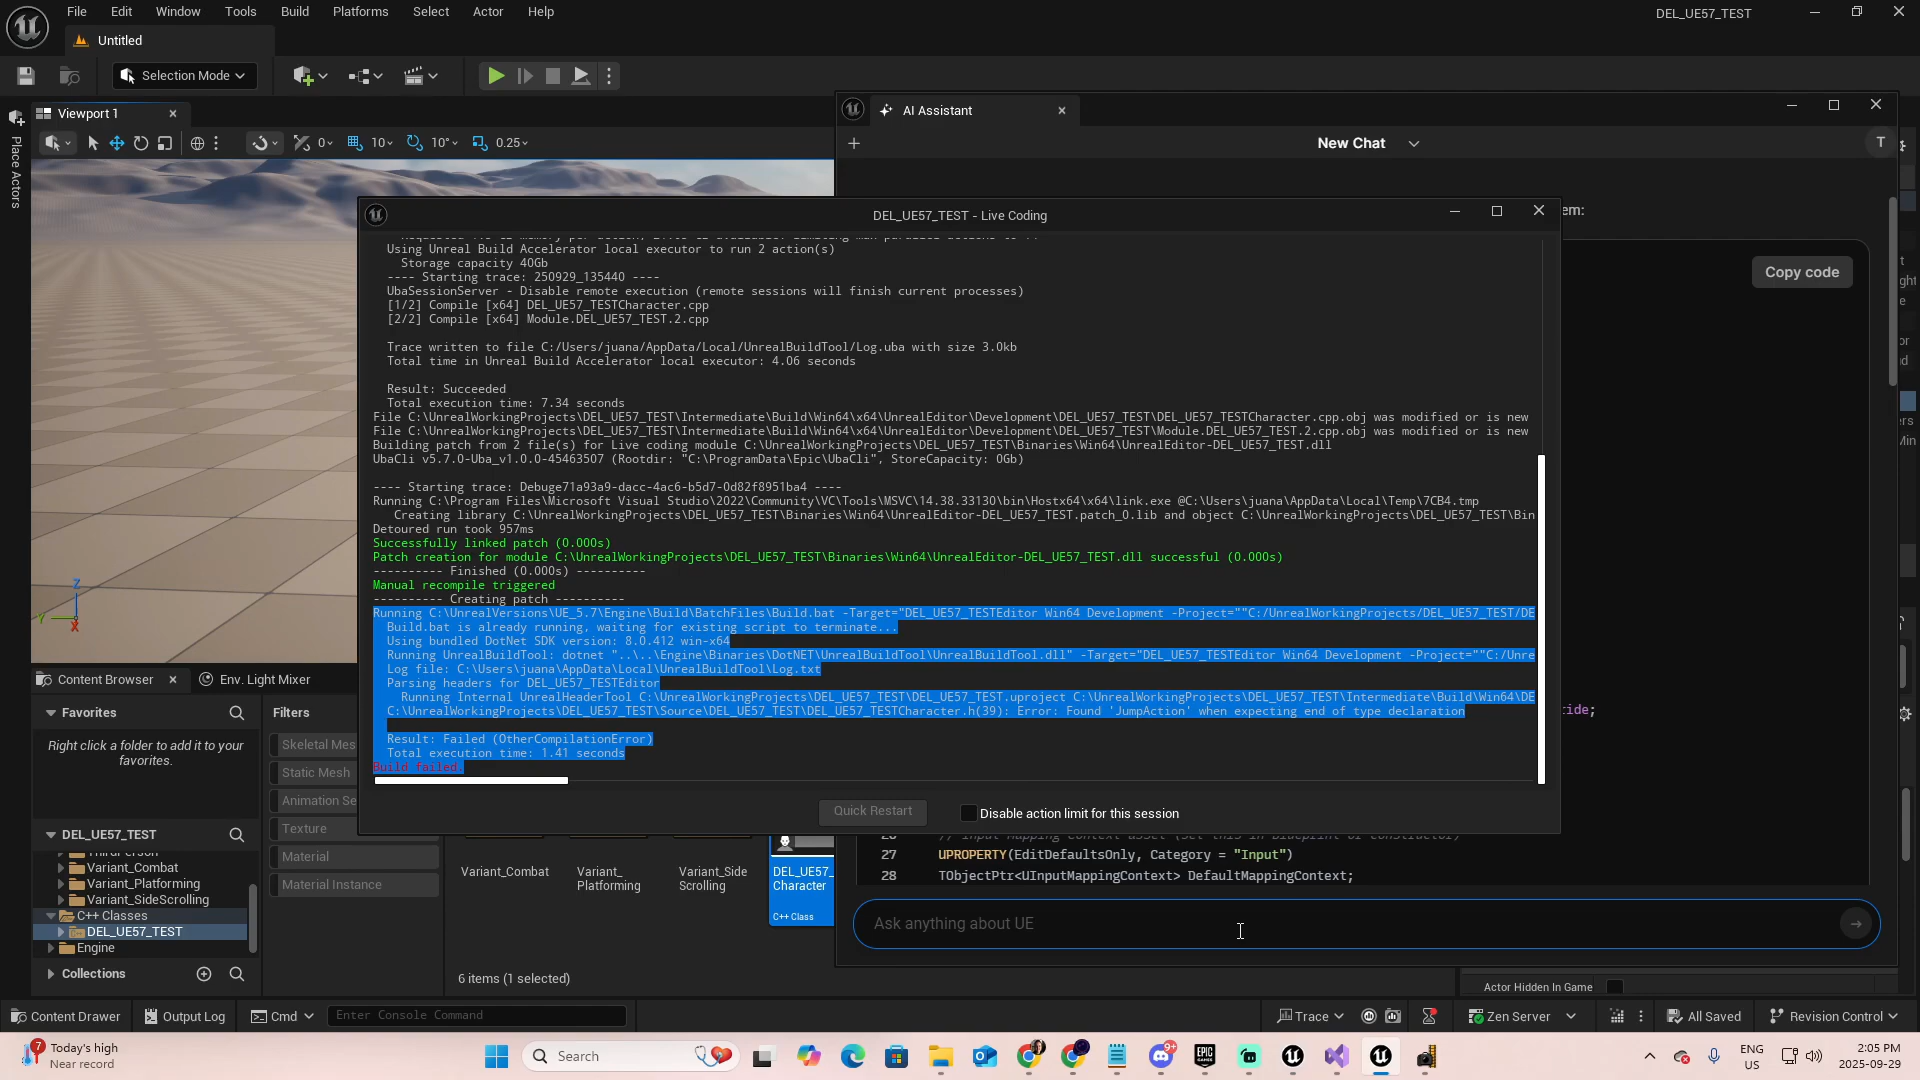 File Edit Window Tools Build Platforms Select Actor Help
DEL_UE57_TEST
Untitled
Selection Mode
Viewport 1
AI Assistant
0 10 10° 0.25
New Chat
T
Place Actors
em:
Copy code
DEL_UE57_TEST - Live Coding
Using Unreal Build Accelerator local executor to run 2 action(s)
Storage capacity 40Gb
---- Starting trace: 250929_135440 ----
UbaSessionServer - Disable remote execution (remote sessions will finish current processes)
[1/2] Compile [x64] DEL_UE57_TESTCharacter.cpp
[2/2] Compile [x64] Module.DEL_UE57_TEST.2.cpp
Trace written to file C:/Users/juana/AppData/Local/UnrealBuildTool/Log.uba with size 3.0kb
Total time in Unreal Build Accelerator local executor: 4.06 seconds
Result: Succeeded
Total execution time: 7.34 seconds
File C:\UnrealWorkingProjects\DEL_UE57_TEST\Intermediate\Build\Win64\x64\UnrealEditor\Development\DEL_UE57_TEST\DEL_UE57_TESTCharacter.cpp.obj was modified or is new
File C:\UnrealWorkingProjects\DEL_UE57_TEST\Intermediate\Build\Win64\x64\UnrealEditor\Development\DEL_UE57_TEST\Module.DEL_UE57_TEST.2.cpp.obj was modified or is new
Building patch from 2 file(s) for Live coding module C:\UnrealWorkingProjects\DEL_UE57_TEST\Binaries\Win64\UnrealEditor-DEL_UE57_TEST.dll
UbaCli v5.7.0-Uba_v1.0.0-45463507 (Rootdir: "C:\ProgramData\Epic\UbaCli", StoreCapacity: 0Gb)
---- Starting trace: Debuge71a93a9-dacc-4ac6-b5d7-0d82f8951ba4 ----
Running C:\Program Files\Microsoft Visual Studio\2022\Community\VC\Tools\MSVC\14.38.33130\bin\Hostx64\x64\link.exe @C:\Users\juana\AppData\Local\Temp\7CB4.tmp
Creating library C:\UnrealWorkingProjects\DEL_UE57_TEST\Binaries\Win64\UnrealEditor-DEL_UE57_TEST.patch_0.lib and object C:\UnrealWorkingProjects\DEL_UE57_TEST\Bin
Detoured run took 957ms
Successfully linked patch (0.000s)
Patch creation for module C:\UnrealWorkingProjects\DEL_UE57_TEST\Binaries\Win64\UnrealEditor-DEL_UE57_TEST.dll successful (0.000s)
---------- Finished (0.000s) ----------
Manual recompile triggered
---------- Creating patch ----------
Running C:\UnrealVersions\UE_5.7\Engine\Build\BatchFiles\Build.bat -Target="DEL_UE57_TESTEditor Win64 Development -Project=""C:/UnrealWorkingProjects/DEL_UE57_TEST/DE
Build.bat is already running, waiting for existing script to terminate...
Using bundled DotNet SDK version: 8.0.412 win-x64
Running UnrealBuildTool: dotnet "..\..\Engine\Binaries\DotNET\UnrealBuildTool\UnrealBuildTool.dll" -Target="DEL_UE57_TESTEditor Win64 Development -Project=""C:/Unre
Log file: C:\Users\juana\AppData\Local\UnrealBuildTool\Log.txt
Parsing headers for DEL_UE57_TESTEditor
Running Internal UnrealHeaderTool C:\UnrealWorkingProjects\DEL_UE57_TEST\DEL_UE57_TEST.uproject C:\UnrealWorkingProjects\DEL_UE57_TEST\Intermediate\Build\Win64\DE
C:\UnrealWorkingProjects\DEL_UE57_TEST\Source\DEL_UE57_TEST\DEL_UE57_TESTCharacter.h(39): Error: Found 'JumpAction' when expecting end of type declaration
Result: Failed (OtherCompilationError)
Total execution time: 1.41 seconds
Build failed.
Quick Restart
Disable action limit for this session
ride;
Z
Y
X
Content Browser
Env. Light Mixer
Favorites
Right click a folder to add it to your favorites.
Filters
Skeletal Mes
Static Mesh
Animation Se
Texture
Material
Material Instance
DEL_UE57_TEST
Variant_Combat
Variant_Platforming
Variant_SideScrolling
C++ Classes
DEL_UE57_TEST
Engine
Collections
Variant_Combat
Variant_
Platforming
Variant_Side
Scrolling
DEL_UE57_
Character
C++ Class
6 items (1 selected)
27 UPROPERTY(EditDefaultsOnly, Category = "Input")
28 TObjectPtr<UInputMappingContext> DefaultMappingContext;
Ask anything about UE
Actor Hidden In Game
Content Drawer
Output Log
Cmd
Enter Console Command
Trace
Zen Server
All Saved
Revision Control
7
Today's high
Near record
Search
9+
ENG
US
2:05 PM
2025-09-29